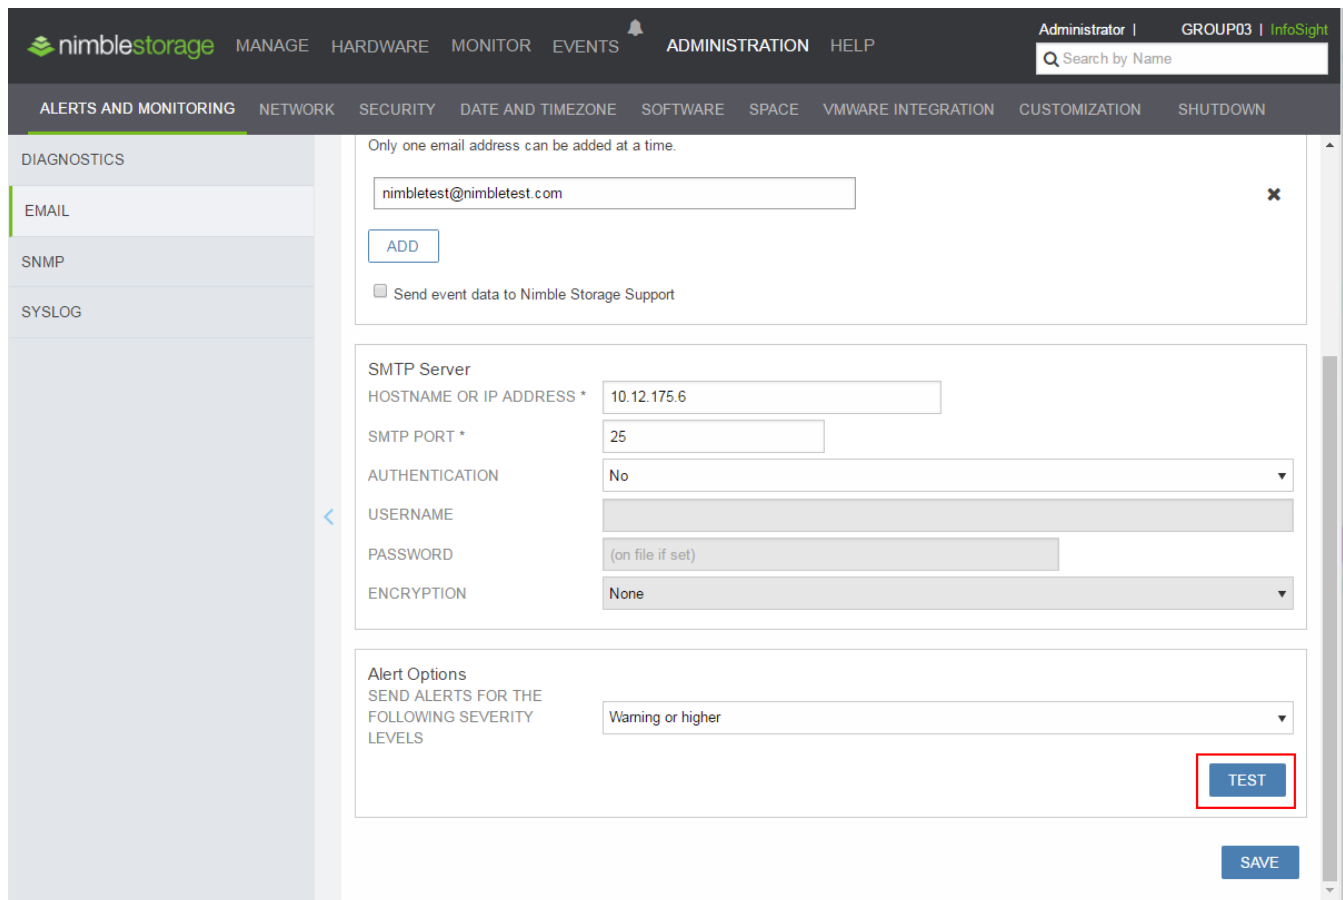 Administrator | GROUP03 | InfoSight
nimblestorage MANAGE HARDWARE MONITOR EVENTS ADMINISTRATION HELP
Search by Name
ALERTS AND MONITORING NETWORK SECURITY DATE AND TIMEZONE SOFTWARE SPACE VMWARE INTEGRATION CUSTOMIZATION SHUTDOWN
DIAGNOSTICS
EMAIL
SNMP
SYSLOG
Only one email address can be added at a time.
nimbletest@nimbletest.com
ADD
Send event data to Nimble Storage Support
SMTP Server
HOSTNAME OR IP ADDRESS * 10.12.175.6
SMTP PORT * 25
AUTHENTICATION No
USERNAME
PASSWORD (on file if set)
ENCRYPTION None
Alert Options
SEND ALERTS FOR THE
FOLLOWING SEVERITY Warning or higher
LEVELS
TEST
SAVE